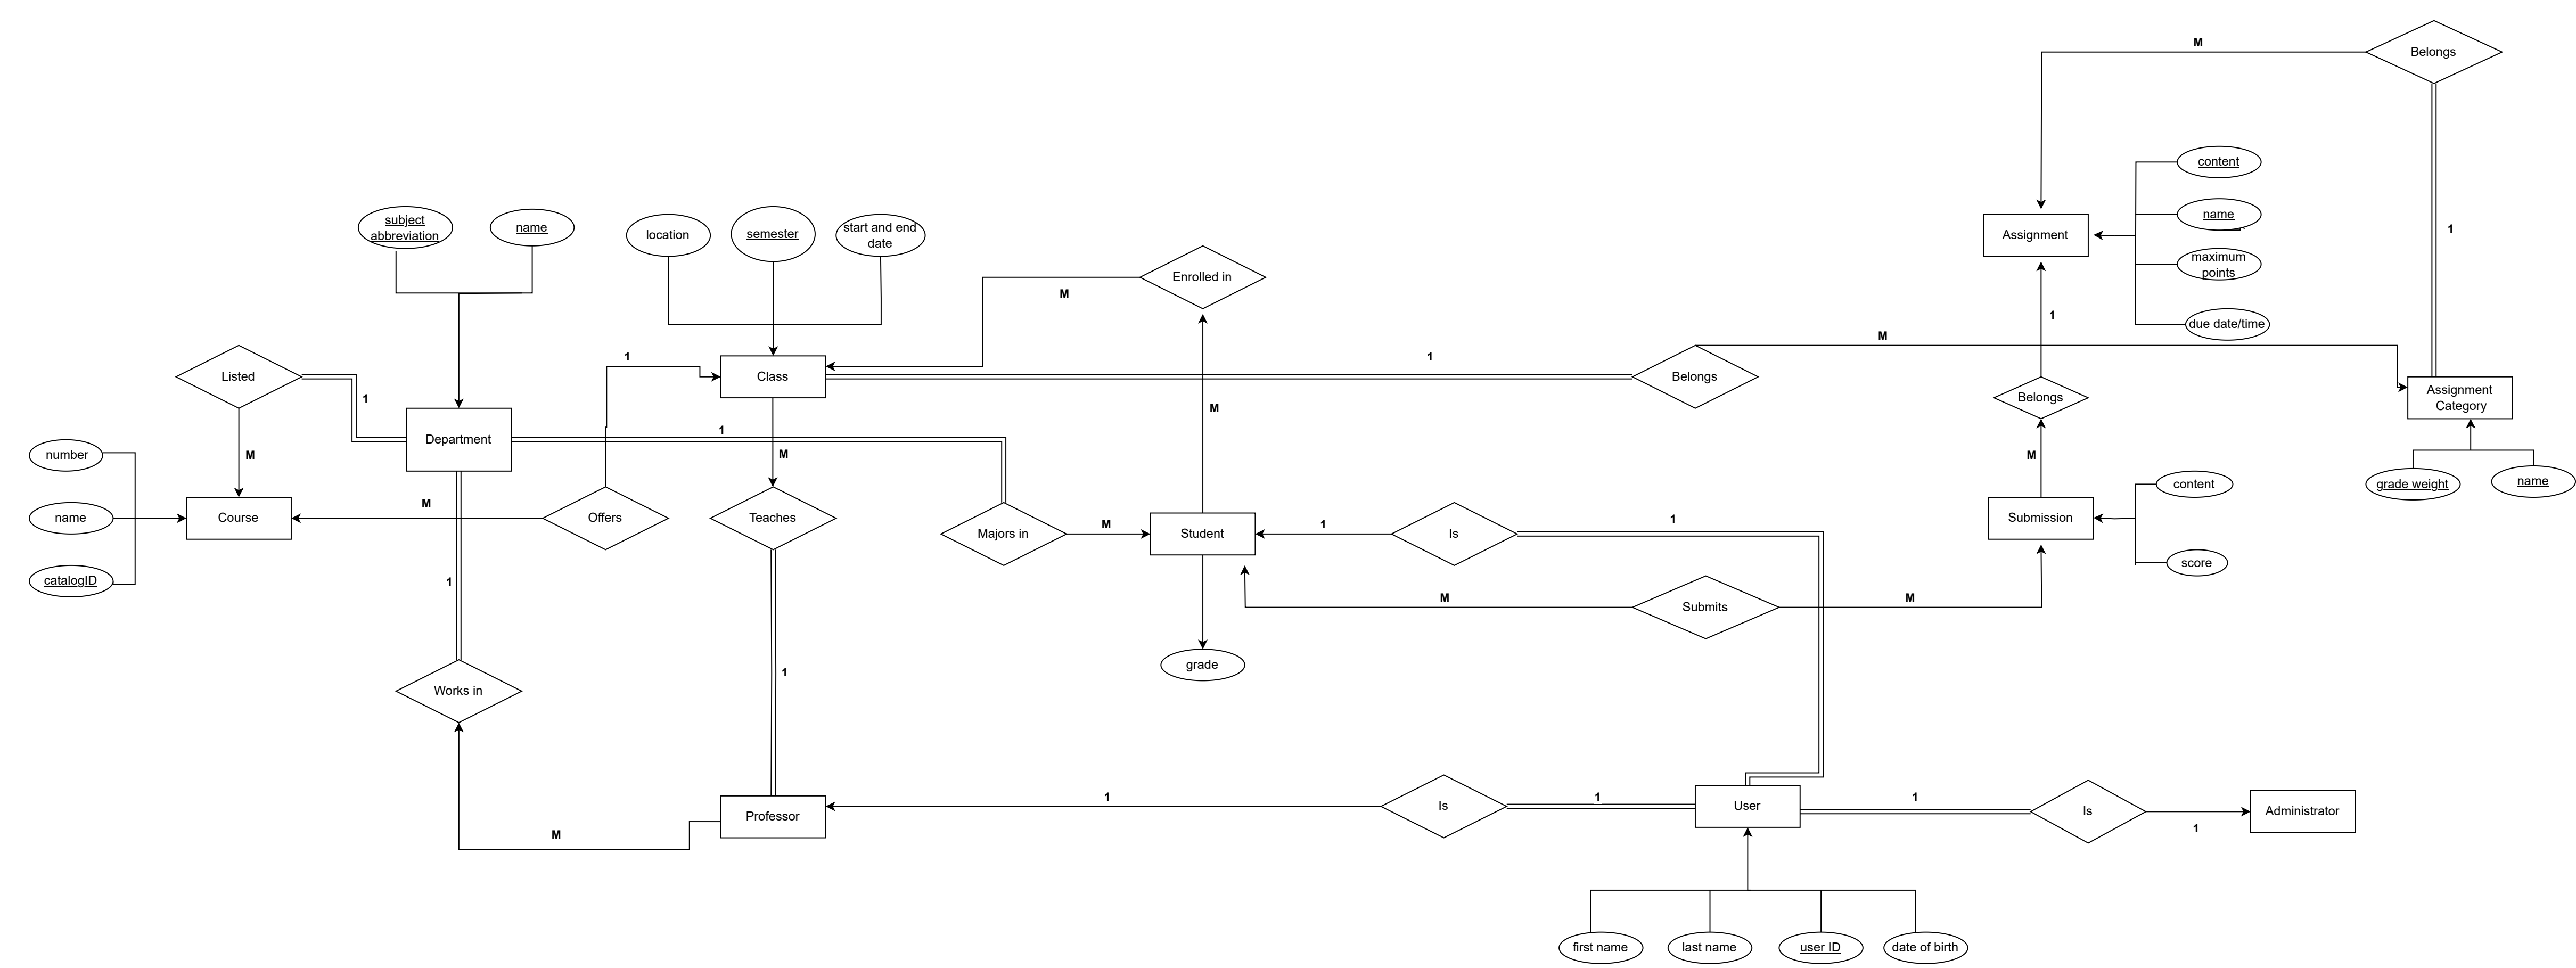 Belongs
M
content
Assignment
name
maximum
points
due date/time
1
subject
abbreviation
name
location
semester
start and end
date
Enrolled in
M
1
M
Listed
1
1
Class
1
Belongs
Belongs
Assignment
Category
M
Department
1
M
number
M
M
M
grade weight
name
content
name
Course
M
Offers
Teaches
Majors in
M
Student
1
Is
1
Submission
catalogID
1
score
M
Submits
M
grade
Works in
1
Professor
M
1
Is
1
User
1
Is
1
Administrator
first name
last name
user ID
date of birth